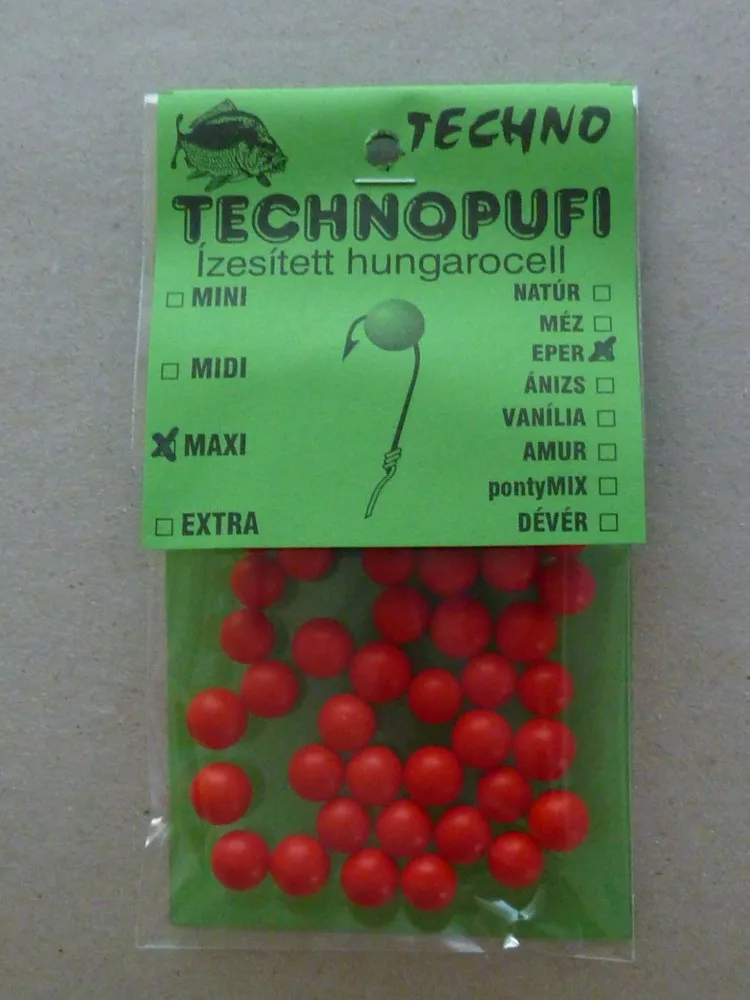 TECHNO
TECHNOPUFI
Ízesített hungarocell
MINI
MIDI
MAXI
EXTRA
NATÚR
MÉZ
EPER
ÁNIZS
VANÍLIA
AMUR
pontyMIX
DÉVÉR